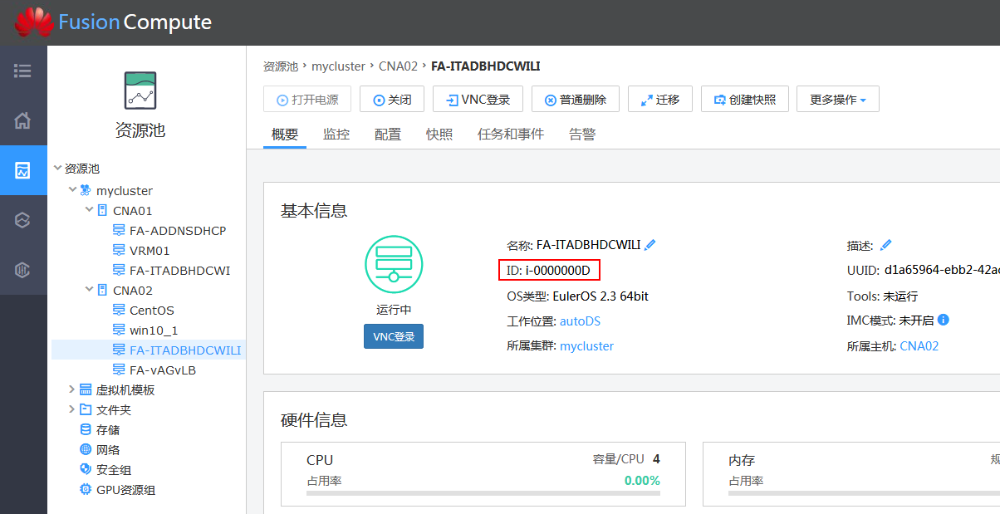 FusionCompute
资源池
资源池
mycluster
CNA01
FA-ADDNSDHCP
VRM01
FA-ITADBHDCWI
CNA02
CentOS
win10_1
FA-ITADBHDCWILI
FA-vAGvLB
虚拟机模板
文件夹
存储
网络
安全组
GPU资源组
资源池 › mycluster › CNA02 › FA-ITADBHDCWILI
打开电源 关闭 VNC登录 普通删除 迁移 创建快照 更多操作
概要 监控 配置 快照 任务和事件 告警
基本信息
运行中
VNC登录
名称: FA-ITADBHDCWILI
ID: i-0000000D
OS类型: EulerOS 2.3 64bit
工作位置: autoDS
所属集群: mycluster
描述:
UUID: d1a65964-ebb2-42a
Tools: 未运行
IMC模式: 未开启
所属主机: CNA02
硬件信息
CPU 容量/CPU 4
占用率 0.00%
内存 规
占用率